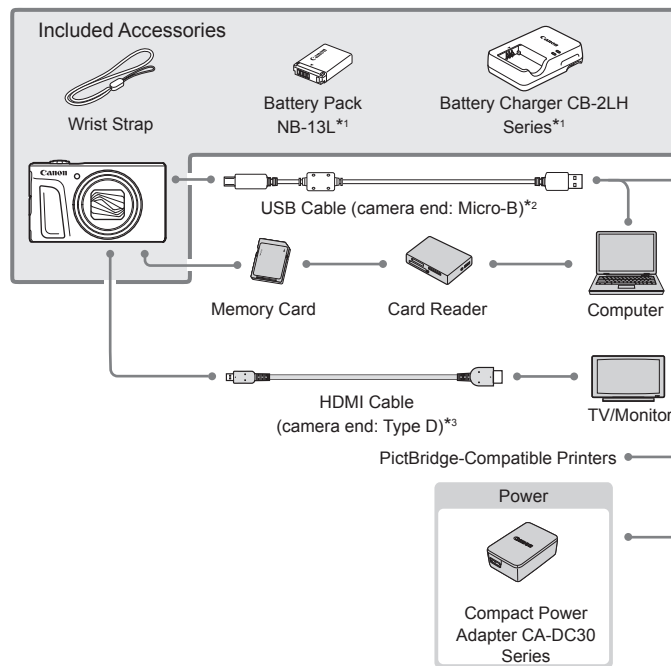 Included Accessories
Wrist Strap
Battery Pack
NB-13L*1
Battery Charger CB-2LH
Series*1
Canon
USB Cable (camera end: Micro-B)*2
Memory Card
Card Reader
Computer
HDMI Cable
(camera end: Type D)*3
TV/Monitor
PictBridge-Compatible Printers
Power
Canon
Compact Power
Adapter CA-DC30
Series